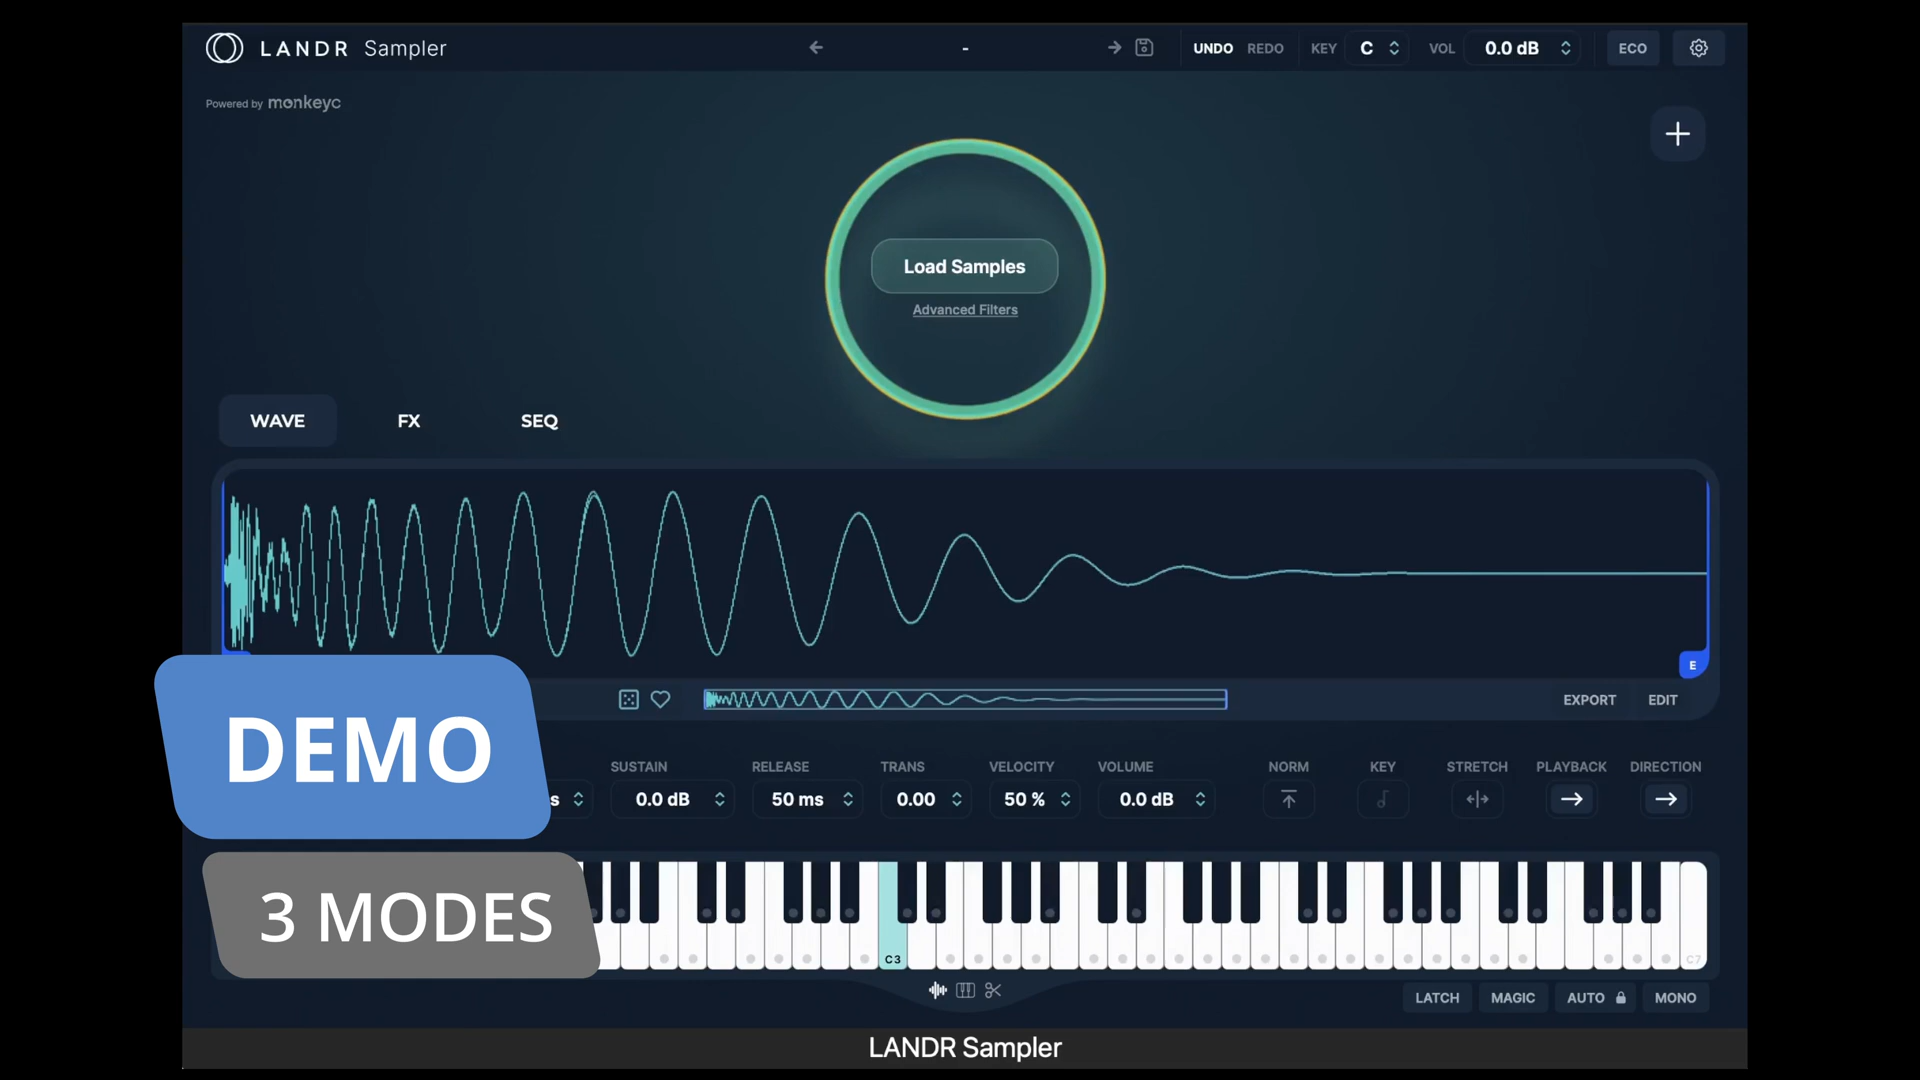 LANDR Sampler
-
UNDO REDO KEY C VOL 0.0 dB ECO
Powered by monkeyc
Load Samples
Advanced Filters
WAVE FX SEQ
E
EXPORT EDIT
DEMO
SUSTAIN RELEASE TRANS VELOCITY VOLUME NORM KEY STRETCH PLAYBACK DIRECTION
s 0.0 dB 50 ms 0.00 50 % 0.0 dB
3 MODES
C3 C7
LATCH MAGIC AUTO MONO
LANDR Sampler